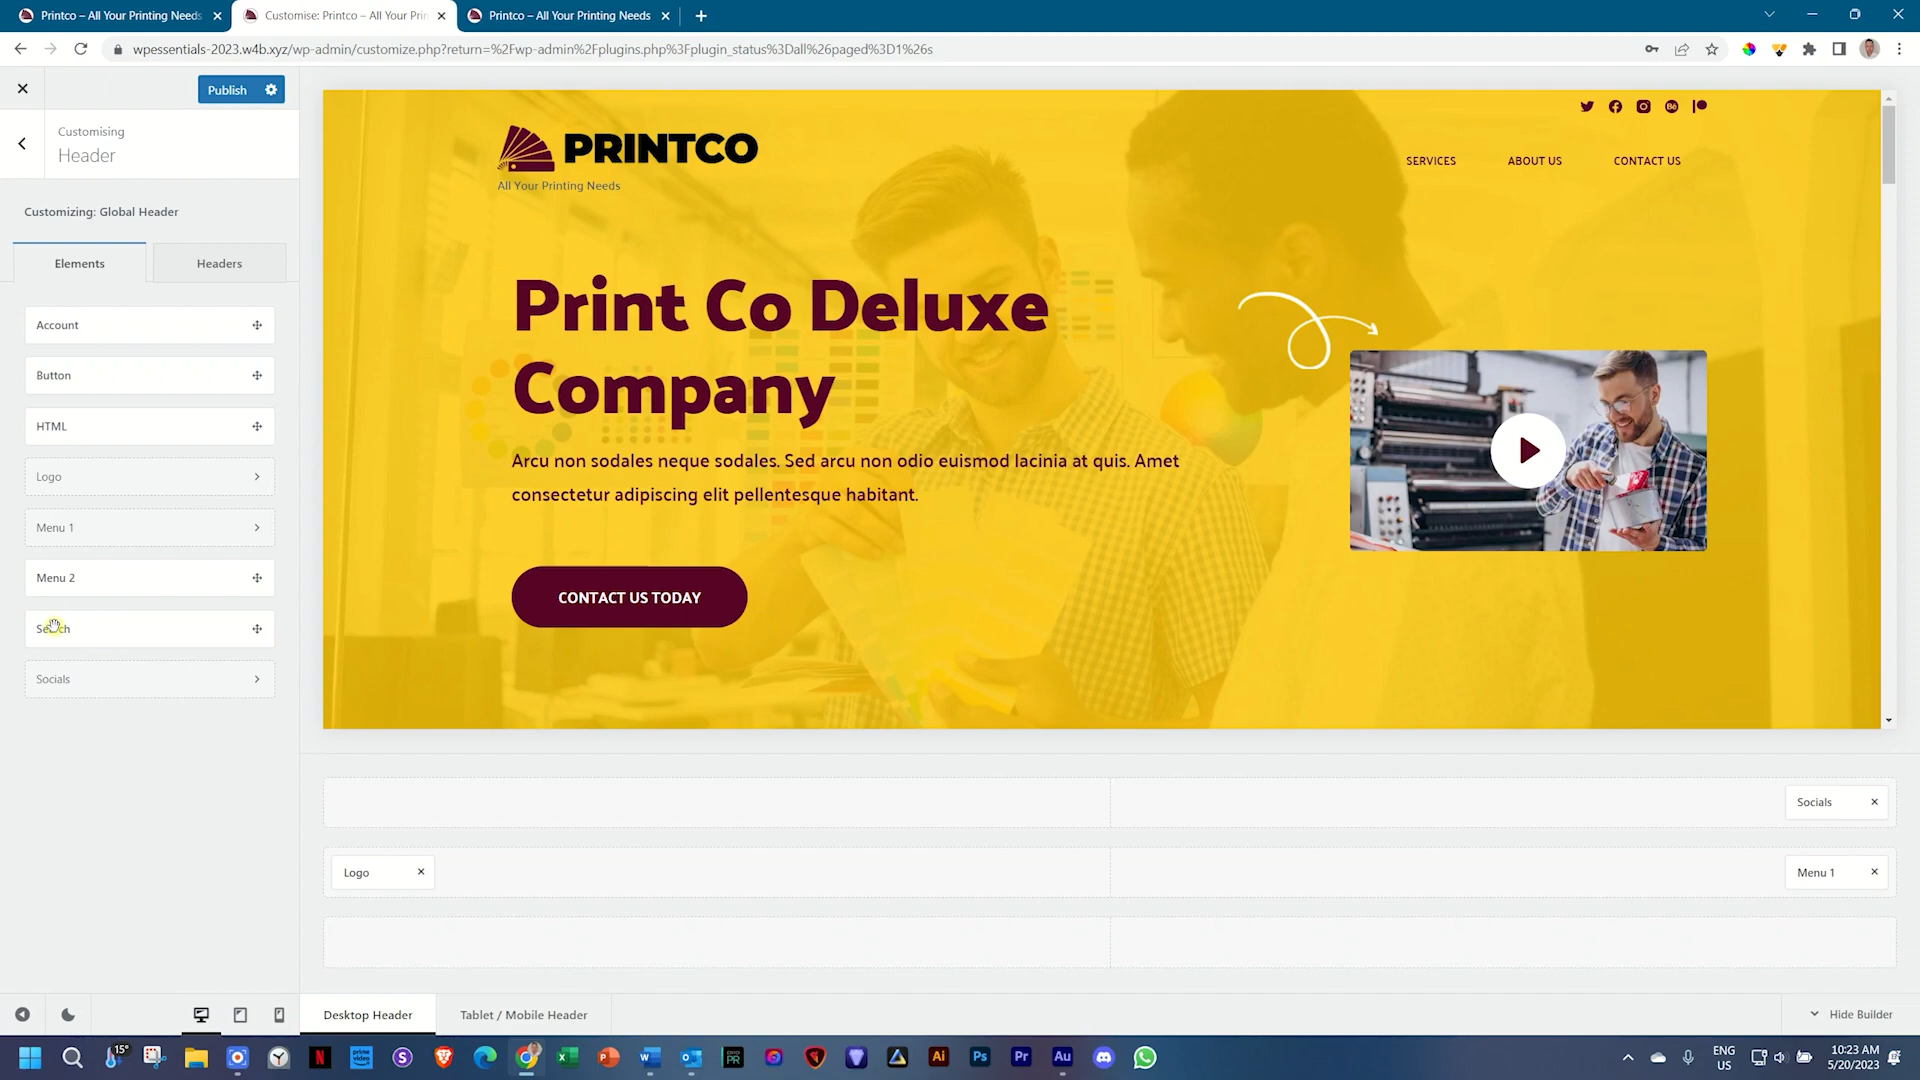 Printco – All Your Printing Needs
Customise: Printco – All Your Prin
Printco – All Your Printing Needs
wpessentials-2023.w4b.xyz/wp-admin/customize.php?return=%2Fwp-admin%2Fplugins.php%3Fplugin_status%3Dall%26paged%3D1%26s
Publish
Customising
Header
Customizing: Global Header
Elements
Headers
Account
Button
HTML
Logo
Menu 1
Menu 2
Search
Socials
PRINTCO
All Your Printing Needs
SERVICES
ABOUT US
CONTACT US
Print Co Deluxe
Company
Arcu non sodales neque sodales. Sed arcu non odio euismod lacinia at quis. Amet
consectetur adipiscing elit pellentesque habitant.
CONTACT US TODAY
Socials
Logo
Menu 1
Desktop Header
Tablet / Mobile Header
Hide Builder
15°
ENG
US
10:23 AM
5/20/2023